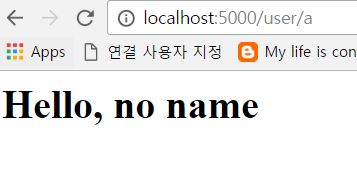 localhost:5000/user/a
Apps 연결 사용자 지정 My life is con
Hello, no name